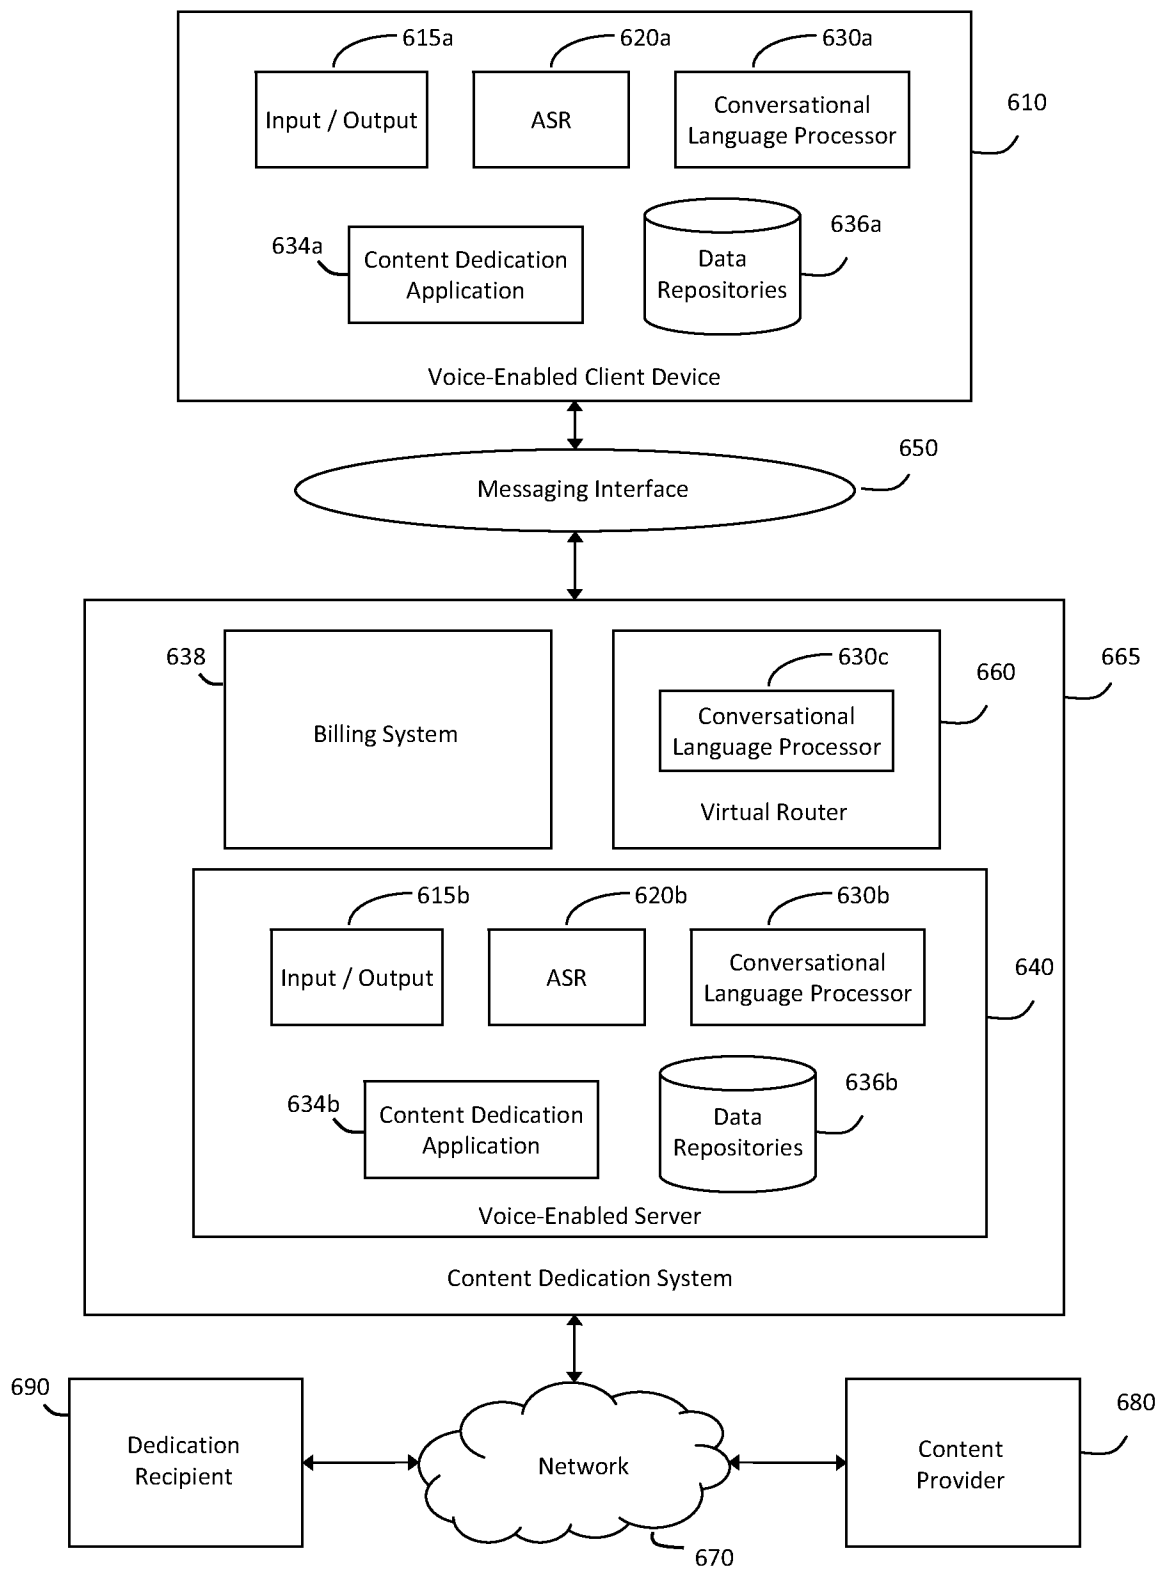 615a
620a
630a
Input / Output
ASR
Conversational
Language Processor
610
634a
Content Dedication
Application
Data
Repositories
636a
Voice-Enabled Client Device
Messaging Interface
650
638
Billing System
630c
Conversational
Language Processor
Virtual Router
660
665
615b
620b
630b
Input / Output
ASR
Conversational
Language Processor
640
634b
Content Dedication
Application
Data
Repositories
636b
Voice-Enabled Server
Content Dedication System
690
Dedication
Recipient
Network
670
Content
Provider
680